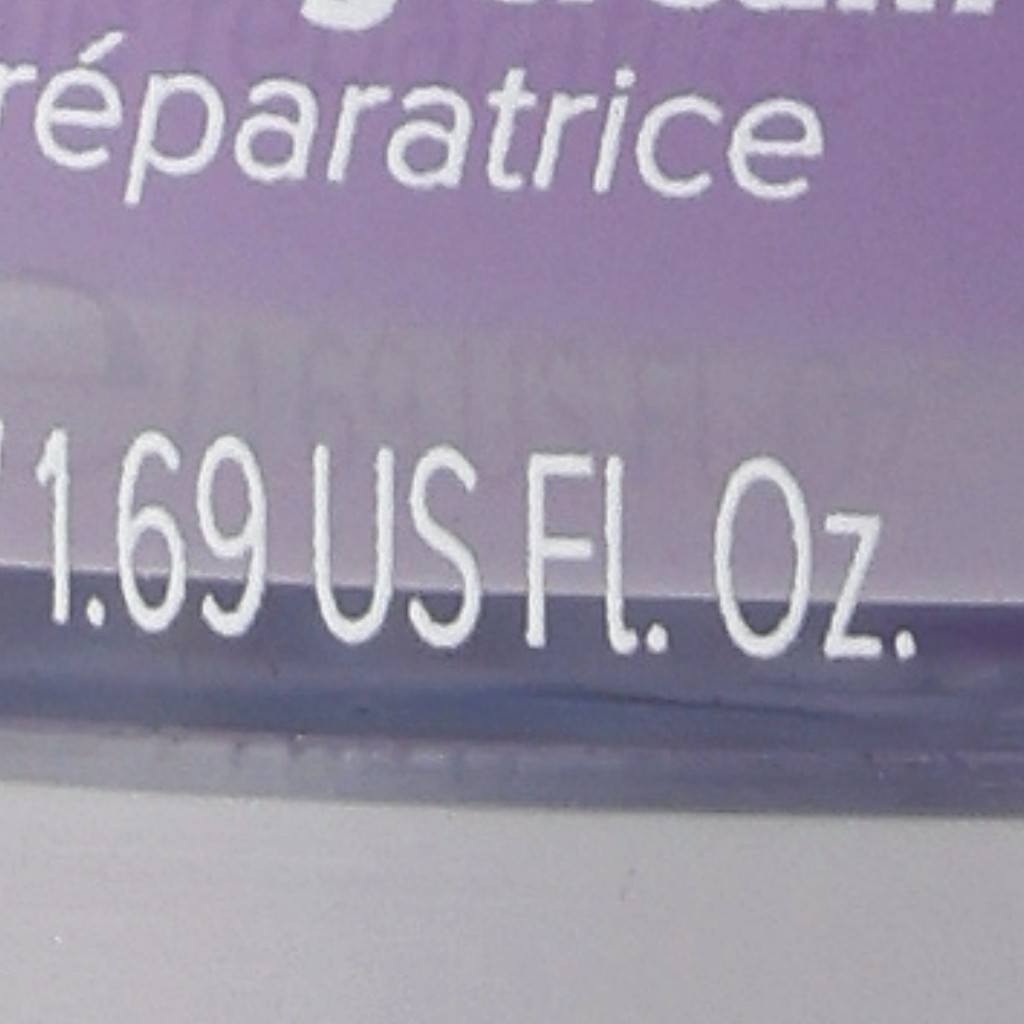 réparatrice
1.69 US Fl. Oz.